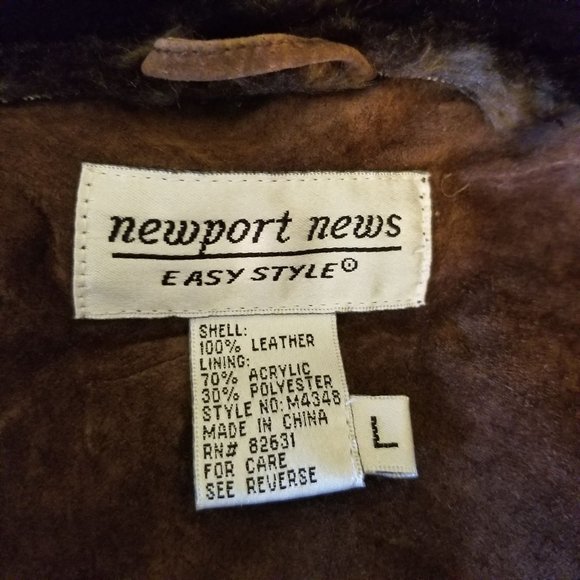 newport news
EASY STYLE®
SHELL:
100% LEATHER
LINING:
70% ACRYLIC
30% POLYESTER
STYLE NO: M4348
MADE IN CHINA
RN# 82631
FOR CARE
SEE REVERSE
L